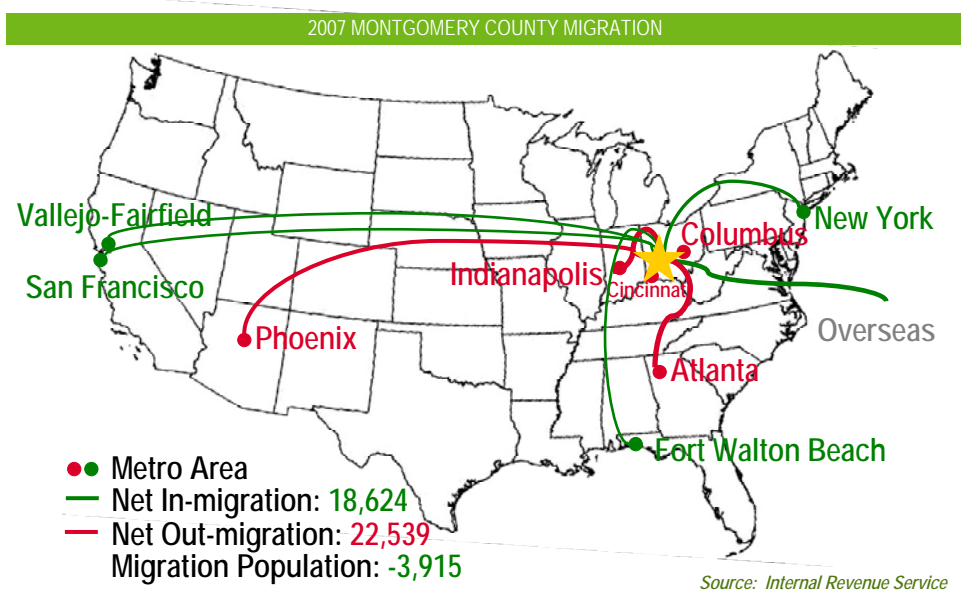 2007 MONTGOMERY COUNTY MIGRATION
Vallejo-Fairfield
San Francisco
Phoenix
Indianapolis
Columbus
Cincinnati
New York
Overseas
Atlanta
Fort Walton Beach
Metro Area
Net In-migration: 18,624
Net Out-migration: 22,539
Migration Population: -3,915
Source: Internal Revenue Service